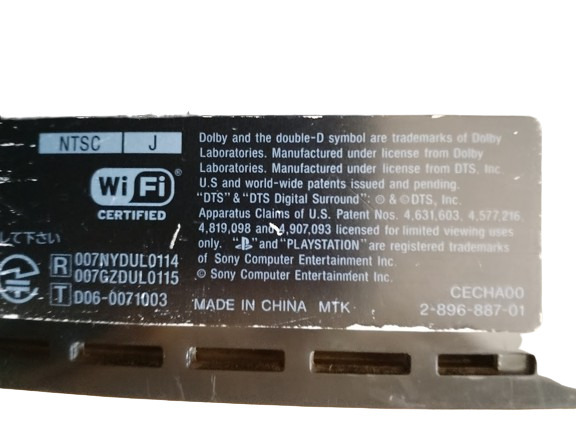 NTSC J
Wi Fi®
CERTIFIED
して下さい
R 007NYDUL0114
007GZDUL0115
T D06-0071003
Dolby and the double-D symbol are trademarks of Dolby
Laboratories. Manufactured under license from Dolby
Laboratories. Manufactured under license from DTS, Inc.
U.S and world-wide patents issued and pending.
“DTS” & “DTS Digital Surround”: ℗ & © DTS, Inc.
Apparatus Claims of U.S. Patent Nos. 4,631,603, 4,577,216,
4,819,098 and 4,907,093 licensed for limited viewing uses
only. “ ” and “PLAYSTATION” are registered trademarks
of Sony Computer Entertainment Inc.
© Sony Computer Entertainment Inc.
CECHA00
MADE IN CHINA MTK 2-896-887-01